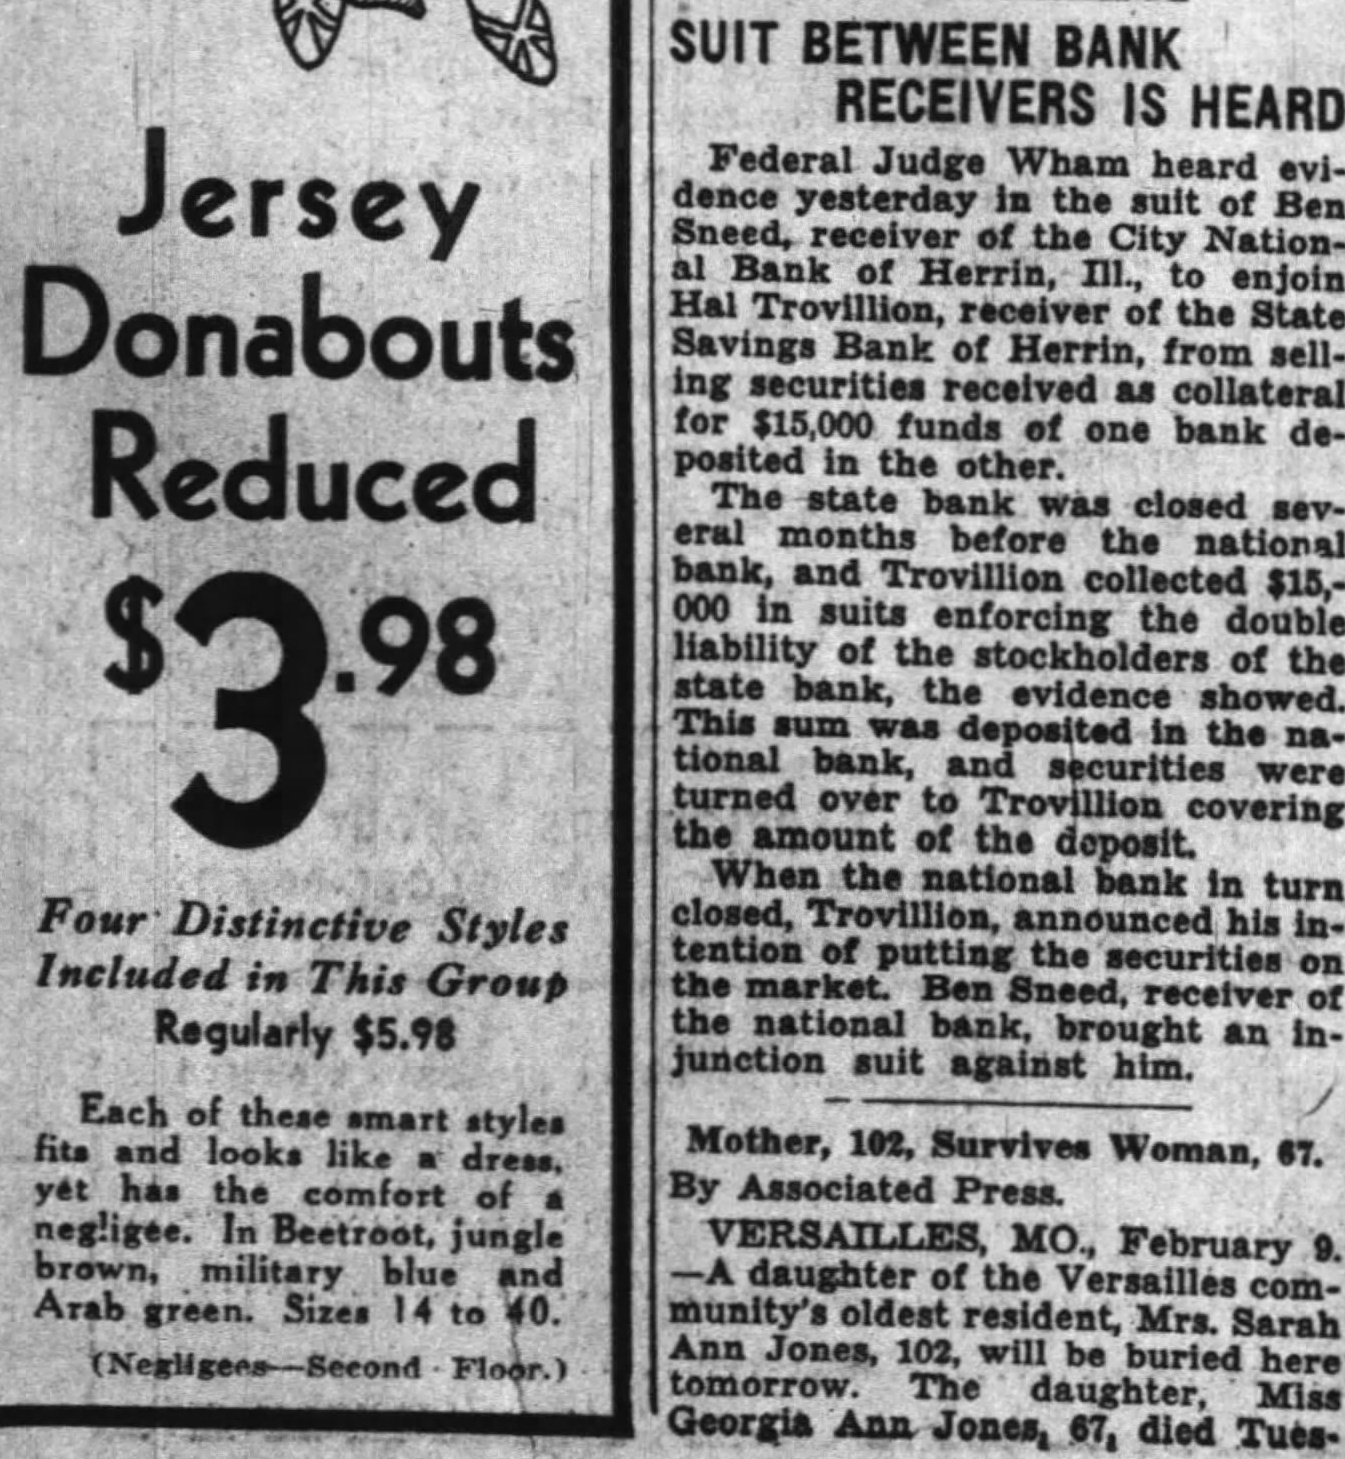 Jersey
Donabouts
Reduced
$3.98
Four Distinctive Styles
Included in This Group
Regularly $5.98
Each of these smart styles
fits and looks like a dress,
yet has the comfort of a
negligee. In Beetroot, jungle
brown, military blue and
Arab green. Sizes 14 to 40.
(Negligees—Second Floor.)
SUIT BETWEEN BANK
RECEIVERS IS HEARD
Federal Judge Wham heard evi-
dence yesterday in the suit of Ben
Sneed, receiver of the City Nation-
al Bank of Herrin, Ill., to enjoin
Hal Trovillion, receiver of the State
Savings Bank of Herrin, from sell-
ing securities received as collateral
for $15,000 funds of one bank de-
posited in the other.
The state bank was closed sev-
eral months before the national
bank, and Trovillion collected $15,-
000 in suits enforcing the double
liability of the stockholders of the
state bank, the evidence showed.
This sum was deposited in the na-
tional bank, and securities were
turned over to Trovillion covering
the amount of the deposit.
When the national bank in turn
closed, Trovillion, announced his in-
tention of putting the securities on
the market. Ben Sneed, receiver of
the national bank, brought an in-
junction suit against him.
Mother, 102, Survives Woman, 67.
By Associated Press.
VERSAILLES, MO., February 9.
—A daughter of the Versailles com-
munity's oldest resident, Mrs. Sarah
Ann Jones, 102, will be buried here
tomorrow. The daughter, Miss
Georgia Ann Jones, 67, died Tues-